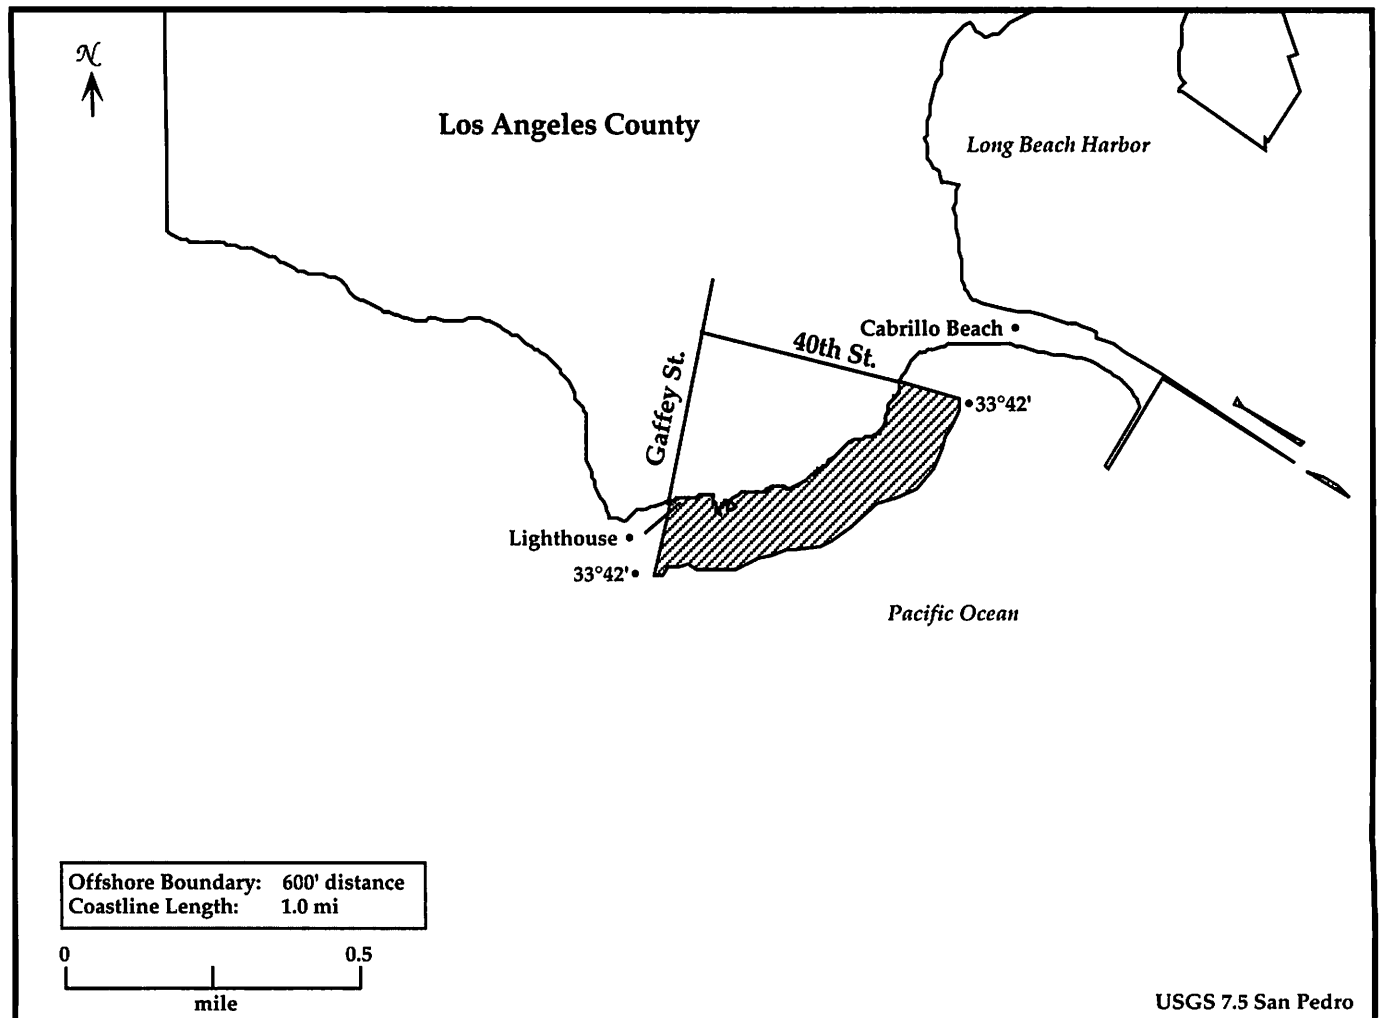 N
Los Angeles County
Long Beach Harbor
Cabrillo Beach
40th St.
Gaffey St.
33°42'
Lighthouse
33°42'
Pacific Ocean
Offshore Boundary: 600' distance
Coastline Length: 1.0 mi
0 0.5
mile
USGS 7.5 San Pedro